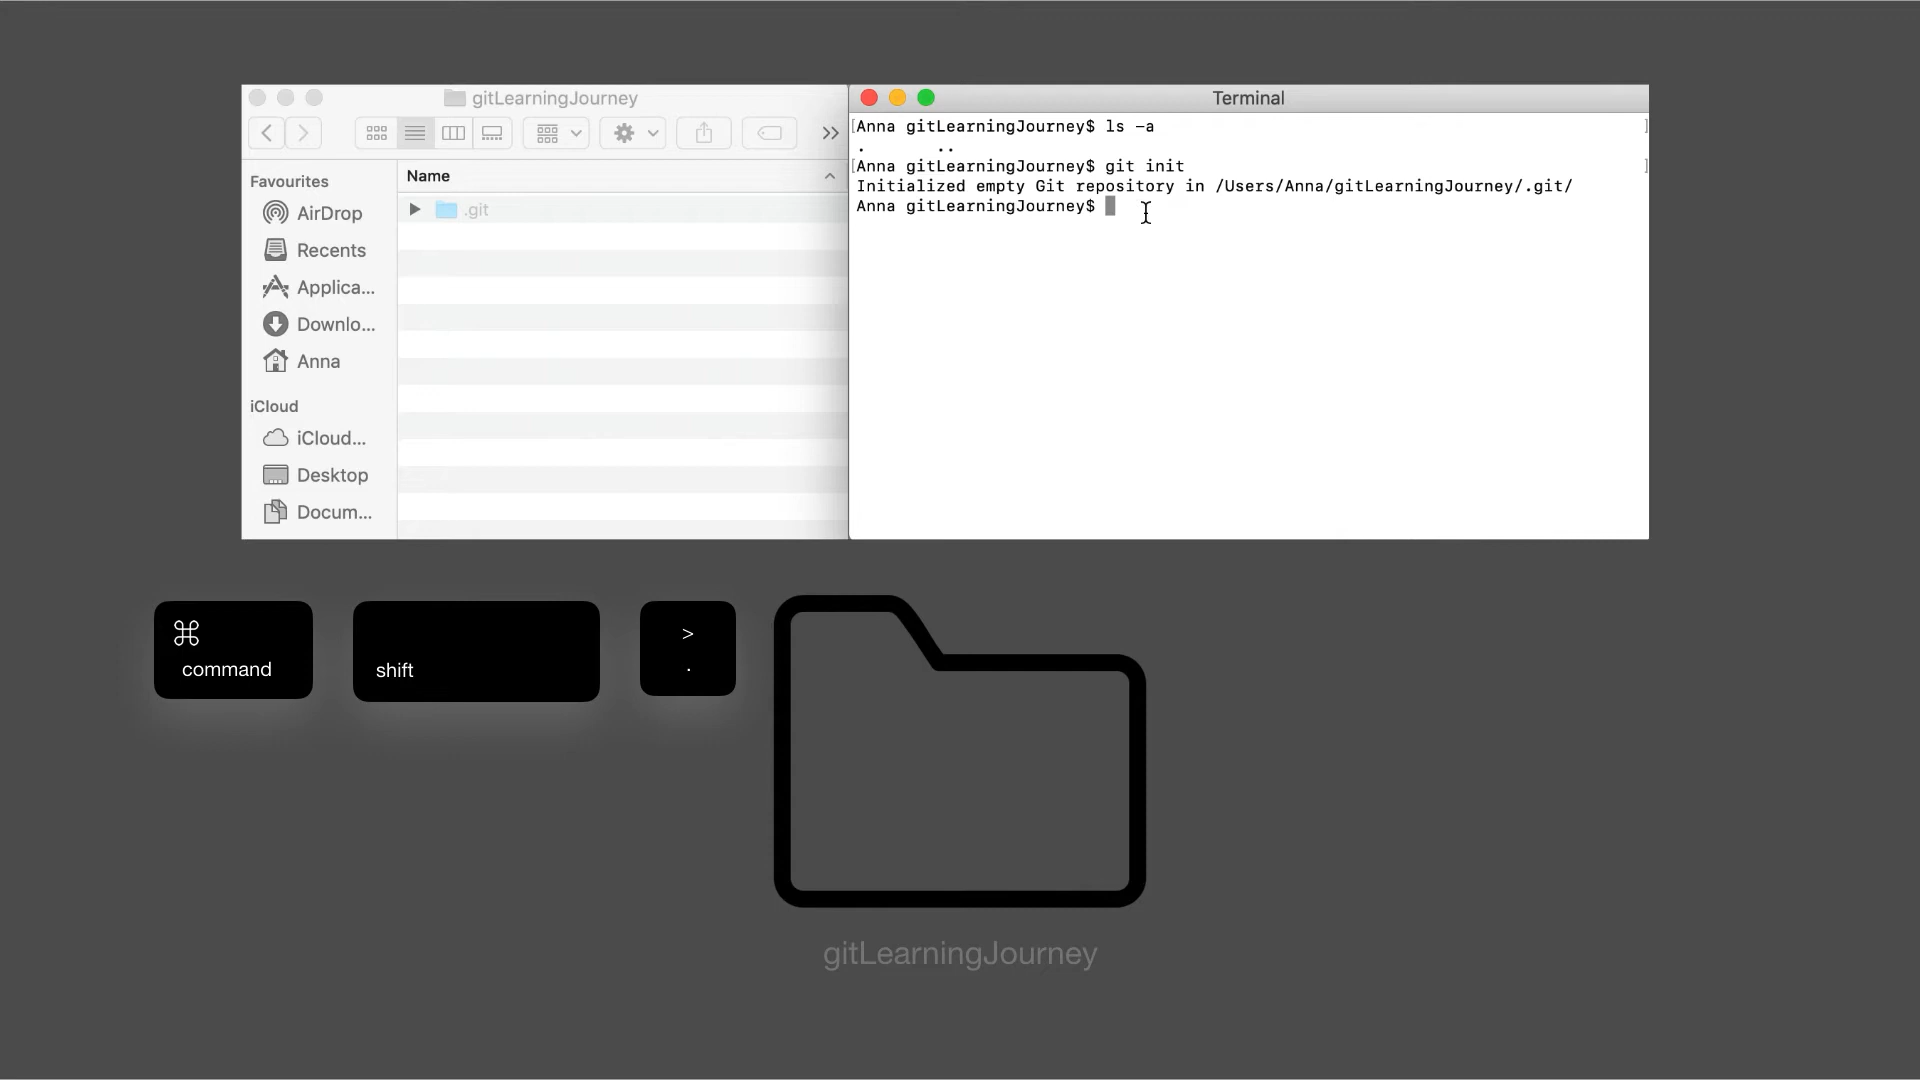 gitLearningJourney
Name
Favourites
AirDrop
Recents
Applica...
Downlo...
Anna
iCloud
iCloud...
Desktop
Docum...
.git
Terminal
[Anna gitLearningJourney$ ls -a ]
. ..
[Anna gitLearningJourney$ git init ]
Initialized empty Git repository in /Users/Anna/gitLearningJourney/.git/
Anna gitLearningJourney$
⌘
command
shift
>
.
gitLearningJourney